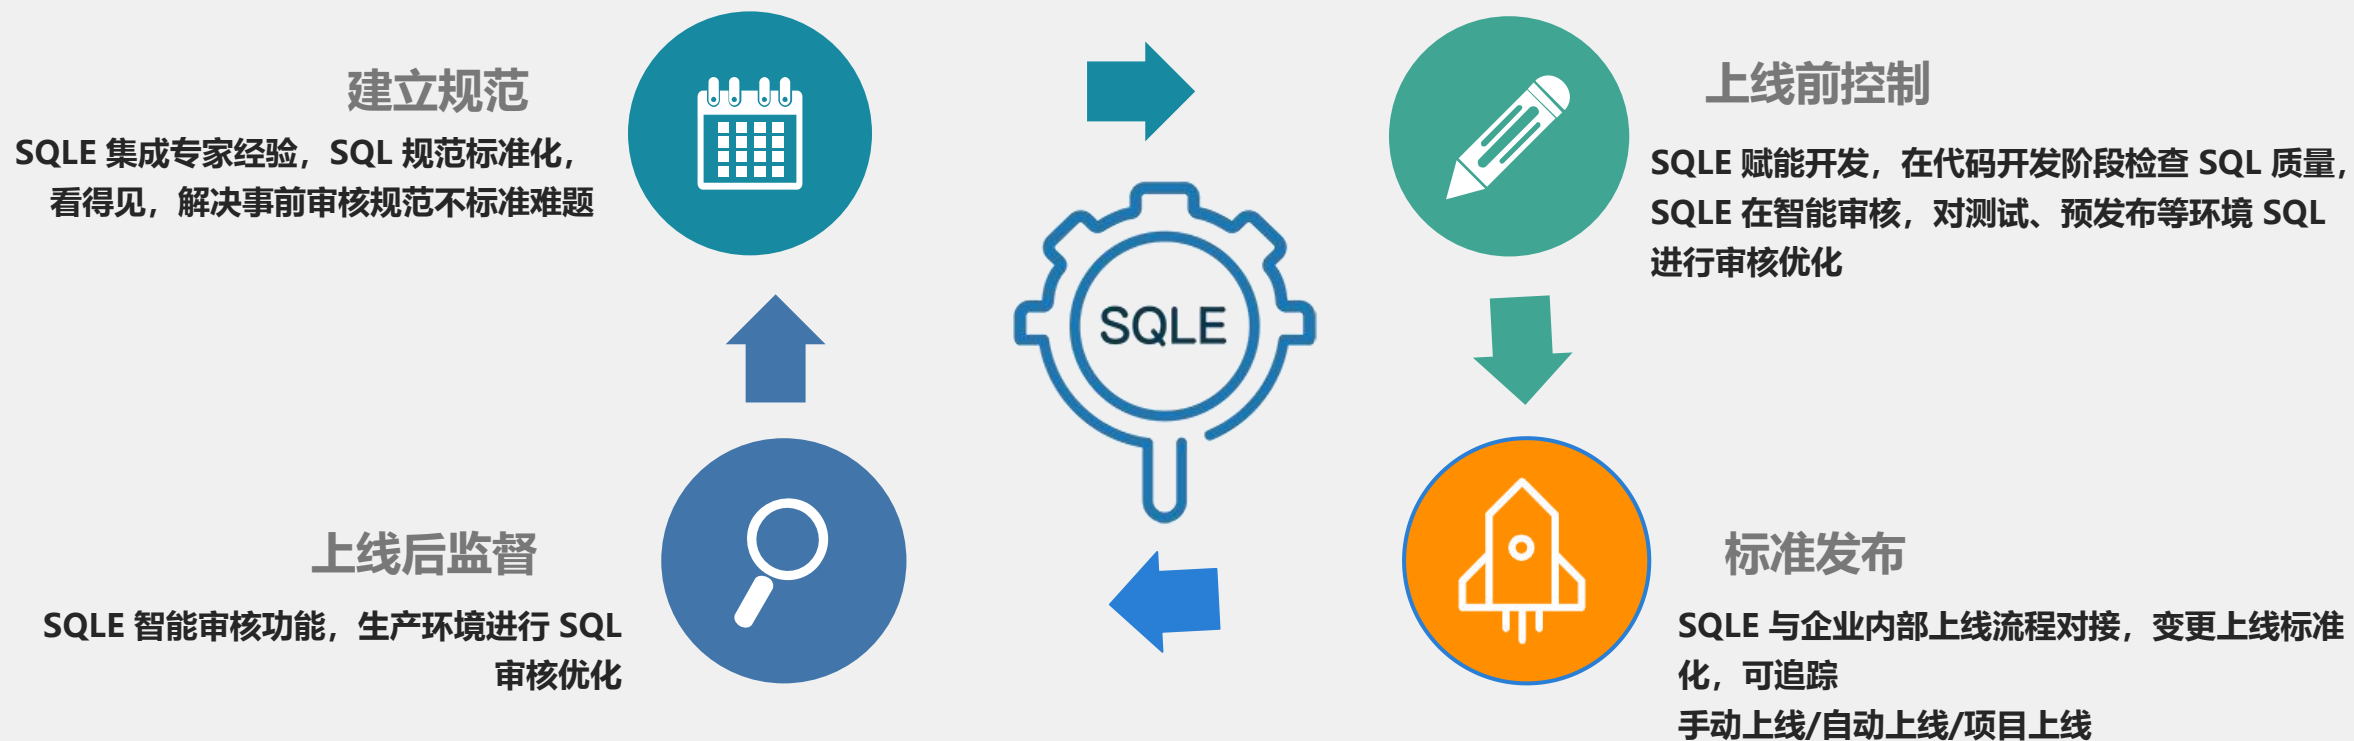 建立规范
SQLE 集成专家经验，SQL 规范标准化，
看得见，解决事前审核规范不标准难题
上线前控制
SQLE 赋能开发，在代码开发阶段检查 SQL 质量，
SQLE 在智能审核，对测试、预发布等环境 SQL
进行审核优化
SQLE
上线后监督
SQLE 智能审核功能，生产环境进行 SQL
审核优化
标准发布
SQLE 与企业内部上线流程对接，变更上线标准
化，可追踪
手动上线/自动上线/项目上线